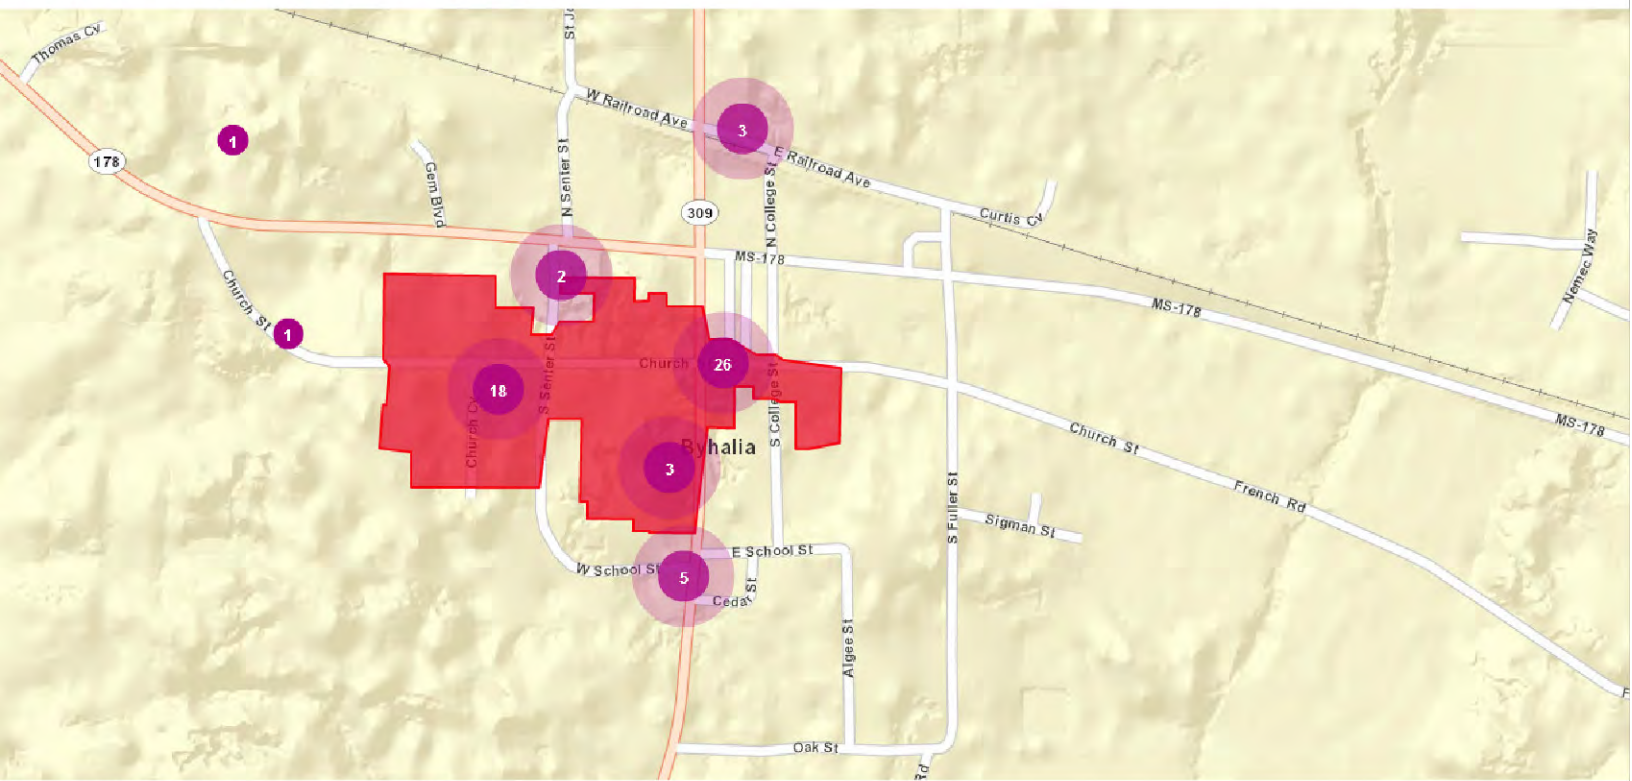 Thomas Cv
St Jo
W Railroad Ave
3
1
178
E Railroad Ave
Gem Blvd
N Senter St
N College St
309
Curtis Cv
Nemec Way
MS-178
2
Church St
MS-178
1
Church
26
18
S Senter St
Church Cv
S College St
MS-178
Byhalia
Church St
3
French Rd
S Fuller St
Sigman St
E School St
W School St
5
Cedar St
Algee St
Oak St
Rd
F